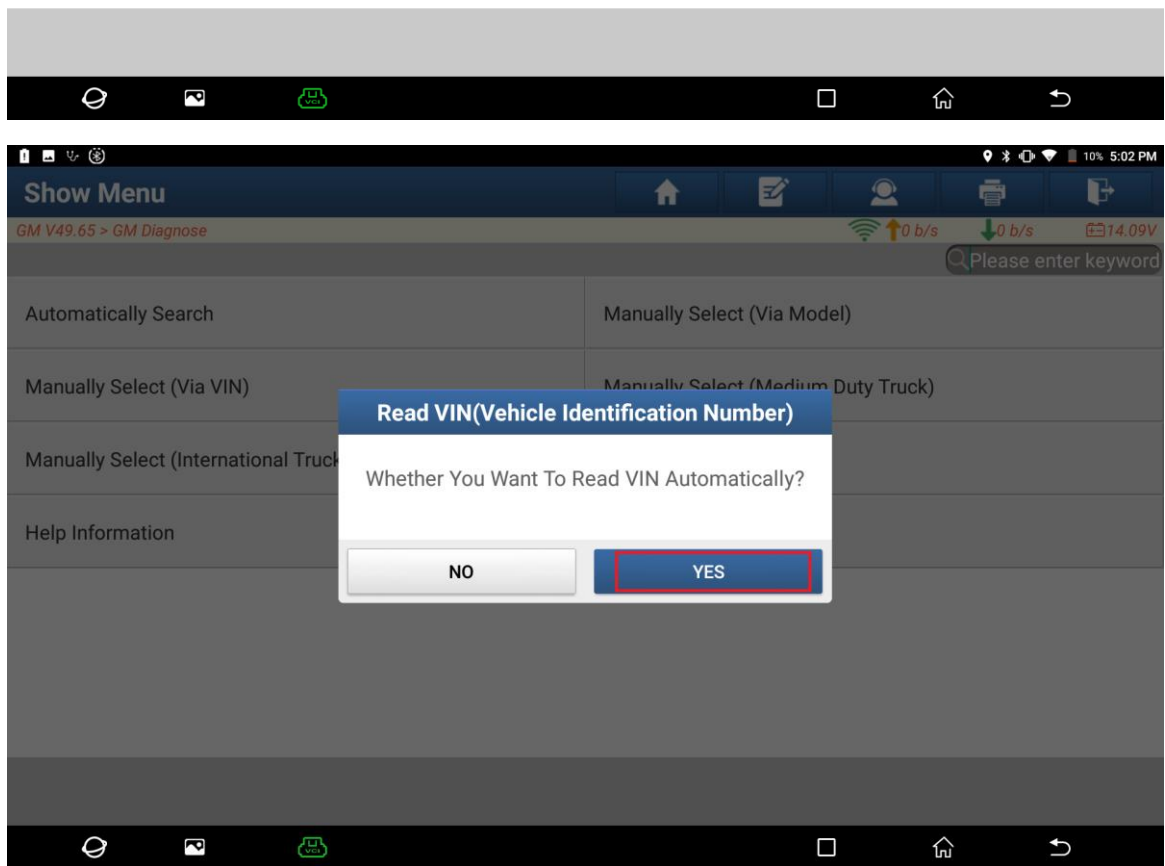 VCI
10% 5:02 PM
Show Menu
GM V49.65 > GM Diagnose
0 b/s
0 b/s
14.09V
Please enter keyword
Automatically Search
Manually Select (Via Model)
Manually Select (Via VIN)
Manually Select (Medium Duty Truck)
Manually Select (International Truck
Help Information
Read VIN(Vehicle Identification Number)
Whether You Want To Read VIN Automatically?
NO
YES
VCI